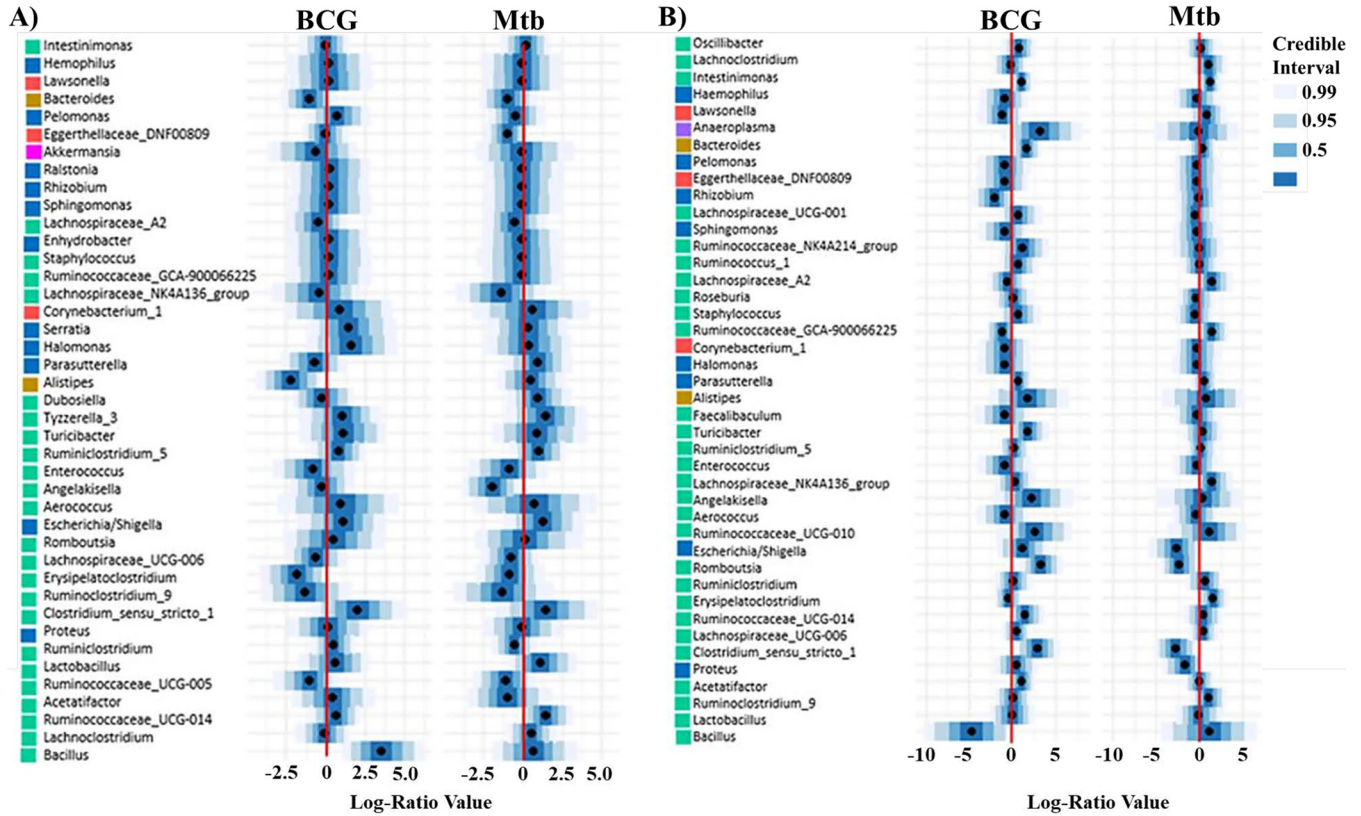 A)
BCG
Mtb
Intestinimonas
Hemophilus
Lawsonella
Bacteroides
Pelomonas
Eggerthellaceae_DNF00809
Akkermansia
Ralstonia
Rhizobium
Sphingomonas
Lachnospiraceae_A2
Enhydrobacter
Staphylococcus
Ruminococcaceae_GCA-900066225
Lachnospiraceae_NK4A136_group
Corynebacterium_1
Serratia
Halomonas
Parasutterella
Alistipes
Dubosiella
Tyzzerella_3
Turicibacter
Ruminiclostridium_5
Enterococcus
Angelakisella
Aerococcus
Escherichia/Shigella
Romboutsia
Lachnospiraceae_UCG-006
Erysipelatoclostridium
Ruminoclostridium_9
Clostridium_sensu_stricto_1
Proteus
Ruminiclostridium
Lactobacillus
Ruminococcaceae_UCG-005
Acetatifactor
Ruminococcaceae_UCG-014
Lachnoclostridium
Bacillus
-2.5 0 2.5 5.0
-2.5 0 2.5 5.0
Log-Ratio Value
B)
BCG
Mtb
Oscillibacter
Lachnoclostridium
Intestinimonas
Haemophilus
Lawsonella
Anaeroplasma
Bacteroides
Pelomonas
Eggerthellaceae_DNF00809
Rhizobium
Lachnospiraceae_UCG-001
Sphingomonas
Ruminococcaceae_NK4A214_group
Ruminococcus_1
Lachnospiraceae_A2
Roseburia
Staphylococcus
Ruminococcaceae_GCA-900066225
Corynebacterium_1
Halomonas
Parasutterella
Alistipes
Faecalibaculum
Turicibacter
Ruminiclostridium_5
Enterococcus
Lachnospiraceae_NK4A136_group
Angelakisella
Aerococcus
Ruminococcaceae_UCG-010
Escherichia/Shigella
Romboutsia
Ruminiclostridium
Erysipelatoclostridium
Ruminococcaceae_UCG-014
Lachnospiraceae_UCG-006
Clostridium_sensu_stricto_1
Proteus
Acetatifactor
Ruminoclostridium_9
Lactobacillus
Bacillus
-10 -5 0 5
-10 -5 0 5
Log-Ratio Value
Credible
Interval
0.99
0.95
0.5